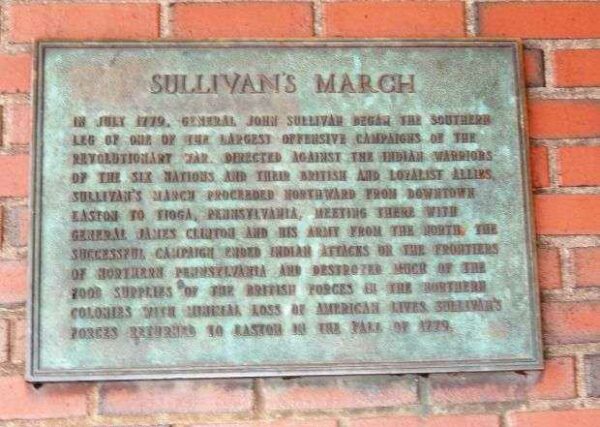 SULLIVAN'S MARCH
IN JULY 1779, GENERAL JOHN SULLIVAN BEGAN THE SOUTHERN
LEG OF ONE OF THE LARGEST OFFENSIVE CAMPAIGNS OF THE
REVOLUTIONARY WAR, DIRECTED AGAINST THE INDIAN WARRIORS
OF THE SIX NATIONS AND THEIR BRITISH AND LOYALIST ALLIES.
SULLIVAN'S MARCH PROCEEDED NORTHWARD FROM DOWNTOWN
EASTON TO TIOGA, PENNSYLVANIA, MEETING THERE WITH
GENERAL JAMES CLINTON AND HIS ARMY FROM THE NORTH. THE
SUCCESSFUL CAMPAIGN ENDED INDIAN ATTACKS ON THE FRONTIERS
OF NORTHERN PENNSYLVANIA AND DESTROYED MUCH OF THE
FOOD SUPPLIES OF THE BRITISH FORCES IN THE NORTHERN
COLONIES WITH MINIMAL LOSS OF AMERICAN LIVES. SULLIVAN'S
FORCES RETURNED TO EASTON IN THE FALL OF 1779.